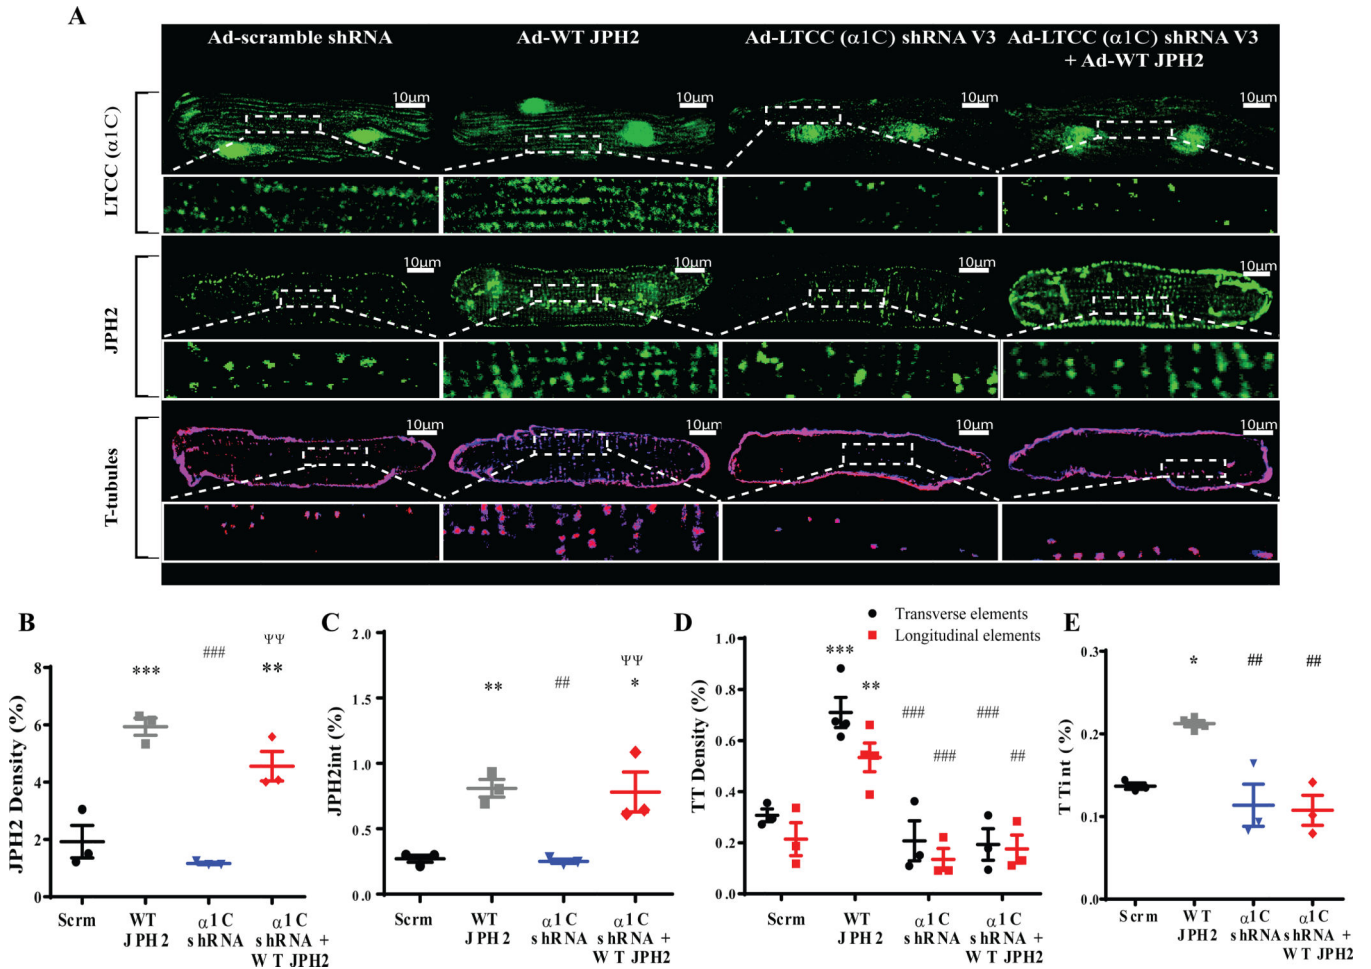 A
Ad-scramble shRNA
Ad-WT JPH2
Ad-LTCC (α1C) shRNA V3
Ad-LTCC (α1C) shRNA V3
+ Ad-WT JPH2
LTCC (α1C)
10µm
10µm
10µm
10µm
JPH2
10µm
10µm
10µm
10µm
T-tubules
10µm
10µm
10µm
10µm
B
JPH2 Density (%)
8
6
4
2
0
***
###
ΨΨ
**
Scrm
WT
JPH2
α1C
shRNA
α1C
shRNA +
WT JPH2
C
JPH2int (%)
2.0
1.5
1.0
0.5
0.0
**
##
ΨΨ
*
Scrm
WT
JPH2
α1C
shRNA
α1C
shRNA +
WT JPH2
D
Transverse elements
Longitudinal elements
TT Density (%)
1.0
0.8
0.6
0.4
0.2
0.0
***
**
###
###
###
##
Scrm
WT
JPH2
α1C
shRNA
α1C
shRNA +
WT JPH2
E
TTint (%)
0.3
0.2
0.1
0.0
*
##
##
Scrm
WT
JPH2
α1C
shRNA
α1C
shRNA +
WT JPH2